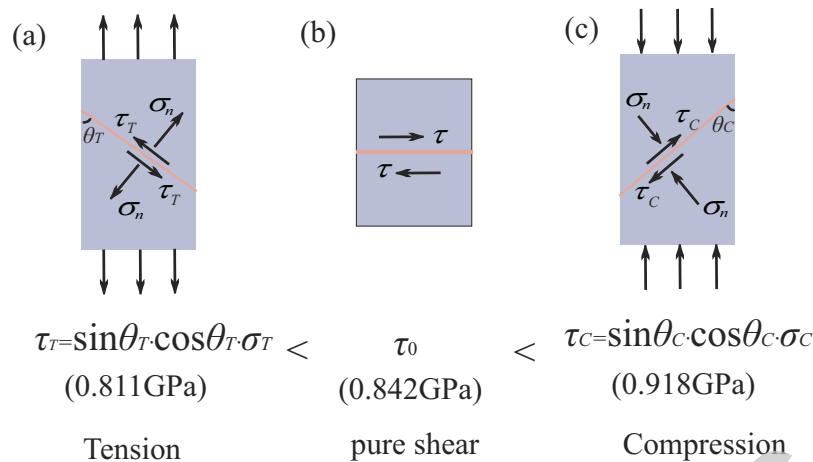 (a) (b) (c)
σn τT θT τT σn
τ
τ
σn τC θC τC σn
τT=sinθT·cosθT·σT < τ0 < τC=sinθC·cosθC·σC
(0.811GPa) (0.842GPa) (0.918GPa)
Tension pure shear Compression